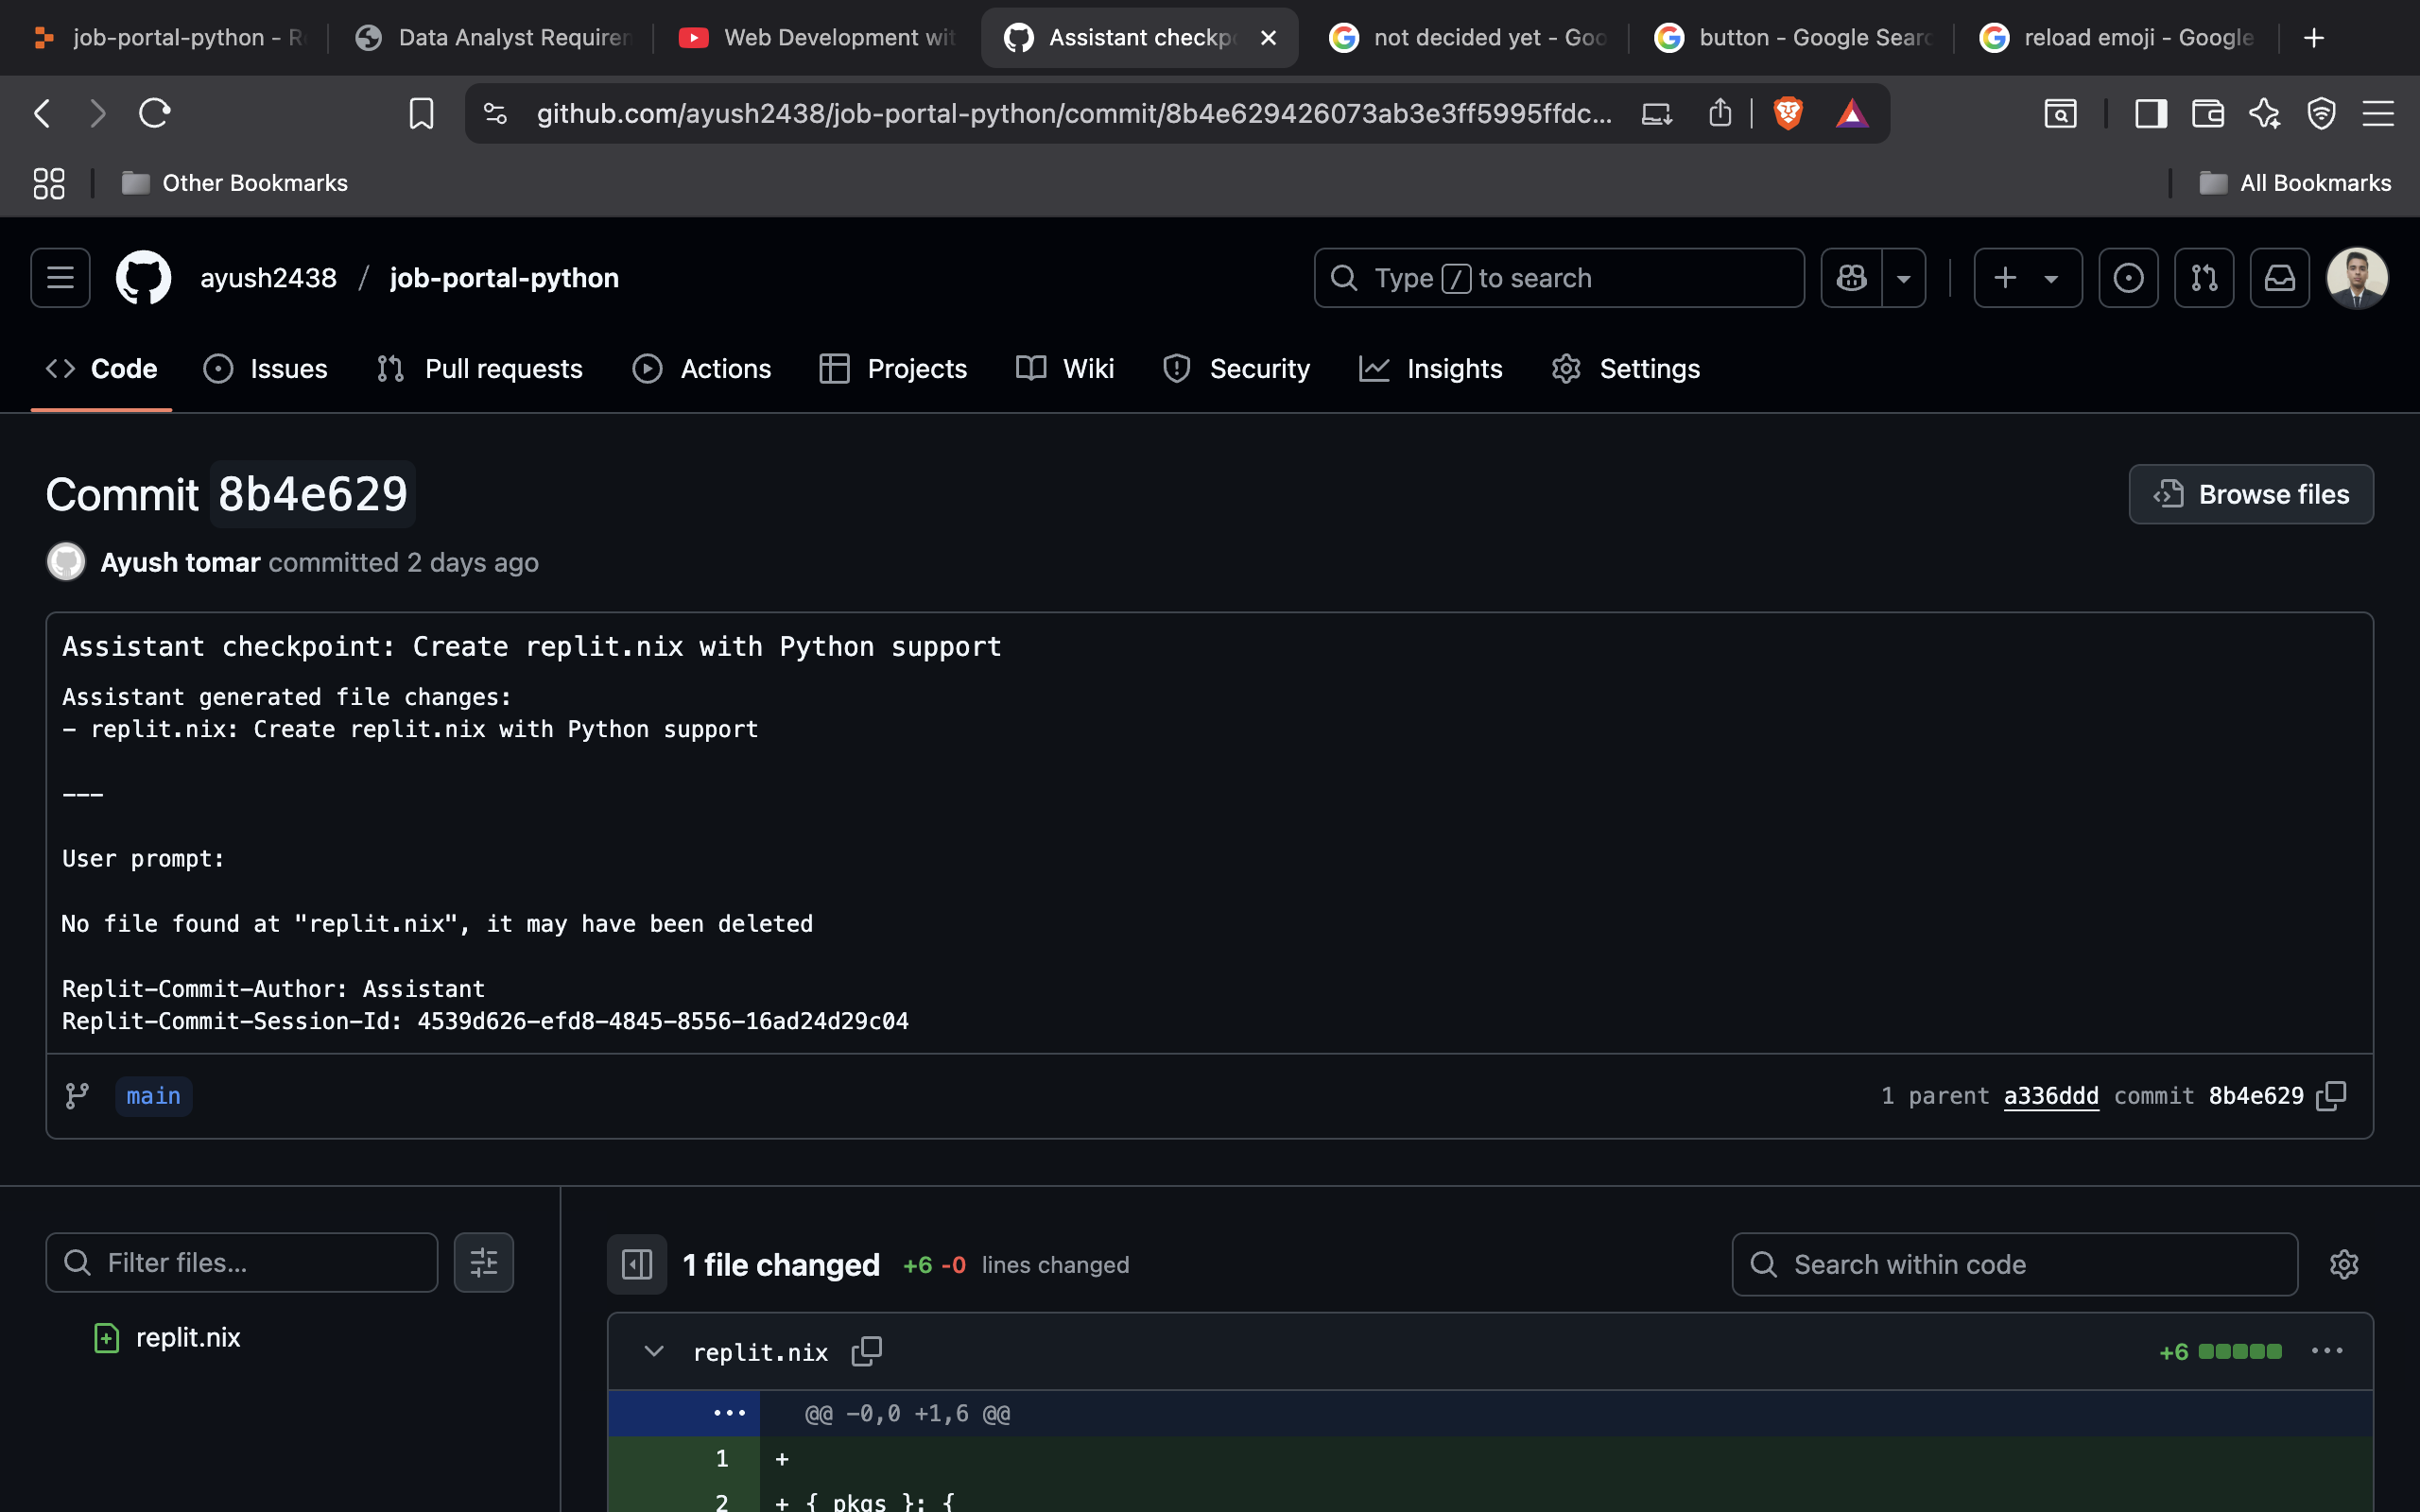 job-portal-python - R
Data Analyst Requirem
Web Development wit
Assistant checkp
not decided yet - Goo
button - Google Searc
reload emoji - Google
github.com/ayush2438/job-portal-python/commit/8b4e629426073ab3e3ff5995ffdc...
Other Bookmarks
All Bookmarks
ayush2438 / job-portal-python
Type / to search
Code
Issues
Pull requests
Actions
Projects
Wiki
Security
Insights
Settings
Commit 8b4e629
Browse files
Ayush tomar committed 2 days ago
Assistant checkpoint: Create replit.nix with Python support
Assistant generated file changes:
- replit.nix: Create replit.nix with Python support
---
User prompt:
No file found at "replit.nix", it may have been deleted
Replit-Commit-Author: Assistant
Replit-Commit-Session-Id: 4539d626-efd8-4845-8556-16ad24d29c04
main
1 parent a336ddd commit 8b4e629
Filter files...
replit.nix
1 file changed +6 -0 lines changed
Search within code
replit.nix
+6
@@ -0,0 +1,6 @@
1 +
2 + { pkgs }: {